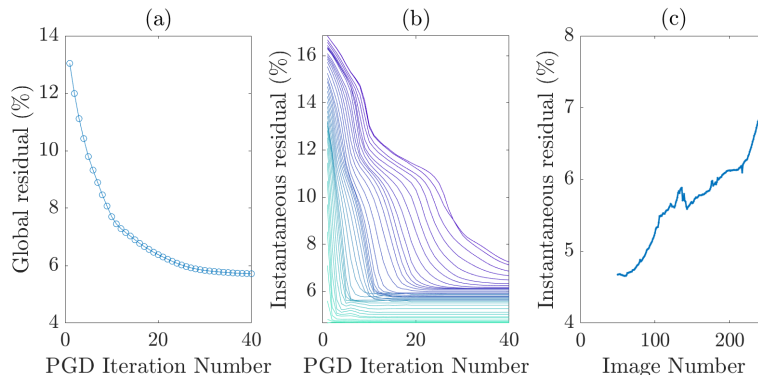 (a)
(b)
(c)
Global residual (%)
14
12
10
8
6
4
0
20
40
PGD Iteration Number
Instantaneous residual (%)
16
14
12
10
8
6
0
20
40
PGD Iteration Number
Instantaneous residual (%)
8
7
6
5
4
0
100
200
Image Number